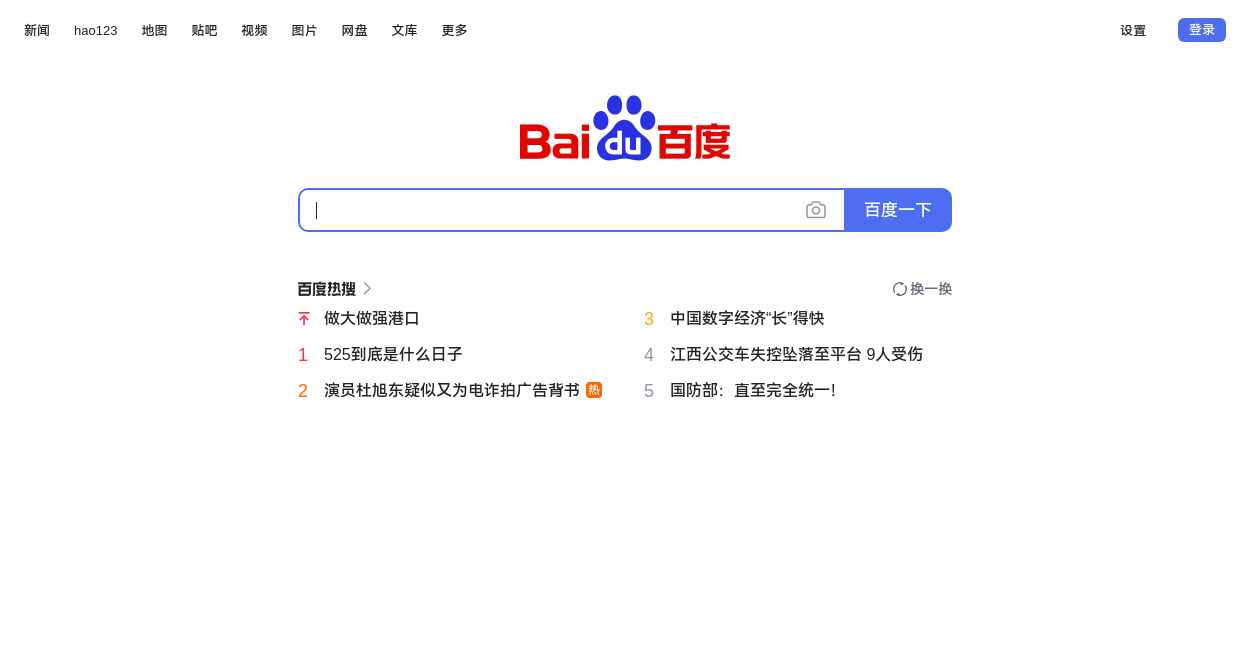 新闻 hao123 地图 贴吧 视频 图片 网盘 文库 更多 设置 登录
Bai du 百度
百度一下
百度热搜 换一换
做大做强港口
3 中国数字经济“长”得快
1 525到底是什么日子
4 江西公交车失控坠落至平台 9人受伤
2 演员杜旭东疑似又为电诈拍广告背书 热
5 国防部：直至完全统一！